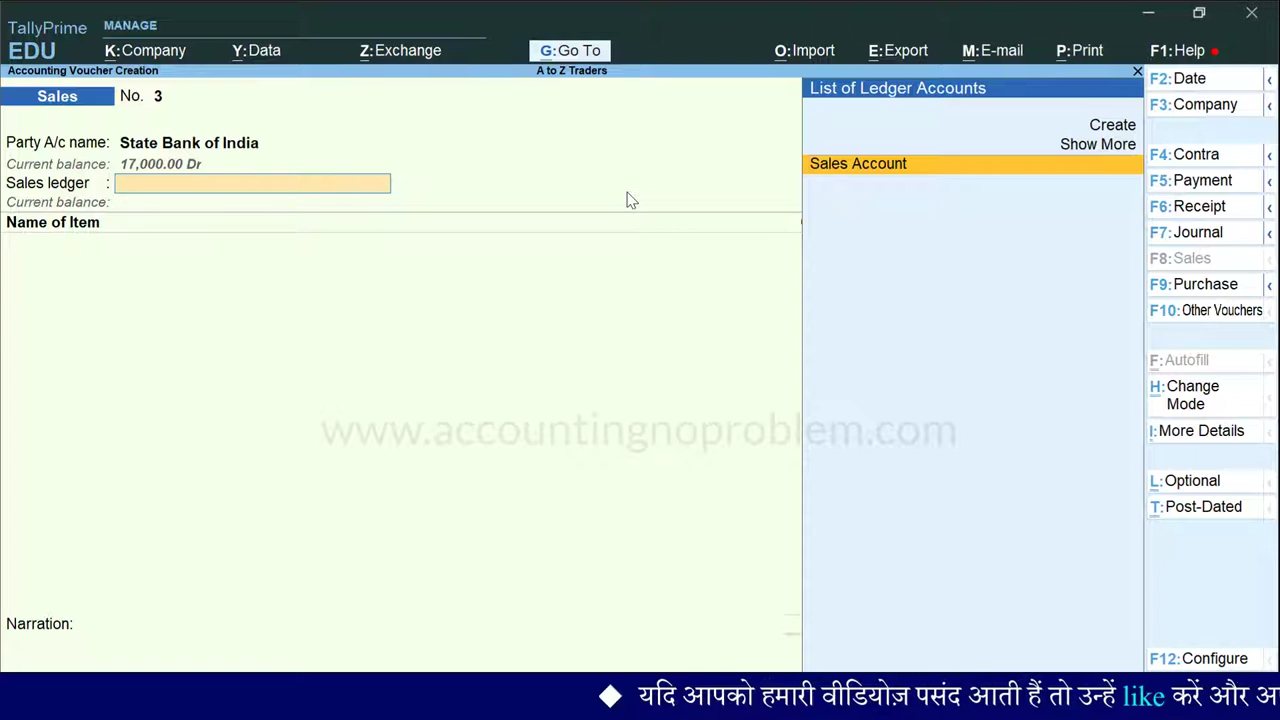 TallyPrime
EDU
MANAGE
K:Company
Y:Data
Z:Exchange
G:Go To
O:Import
E:Export
M:E-mail
P:Print
F1:Help
Accounting Voucher Creation
A to Z Traders
Sales No. 3
Party A/c name: State Bank of India
Current balance: 17,000.00 Dr
Sales ledger :
Current balance:
Name of Item
Narration:
List of Ledger Accounts
Create
Show More
Sales Account
F2:Date
F3:Company
F4:Contra
F5:Payment
F6:Receipt
F7:Journal
F8:Sales
F9:Purchase
F10:Other Vouchers
F:Autofill
H:Change
Mode
I:More Details
L:Optional
T:Post-Dated
F12:Configure
www.accountingnoproblem.com
यदि आपको हमारी वीडियोज़ पसंद आती हैं तो उन्हें like करें और